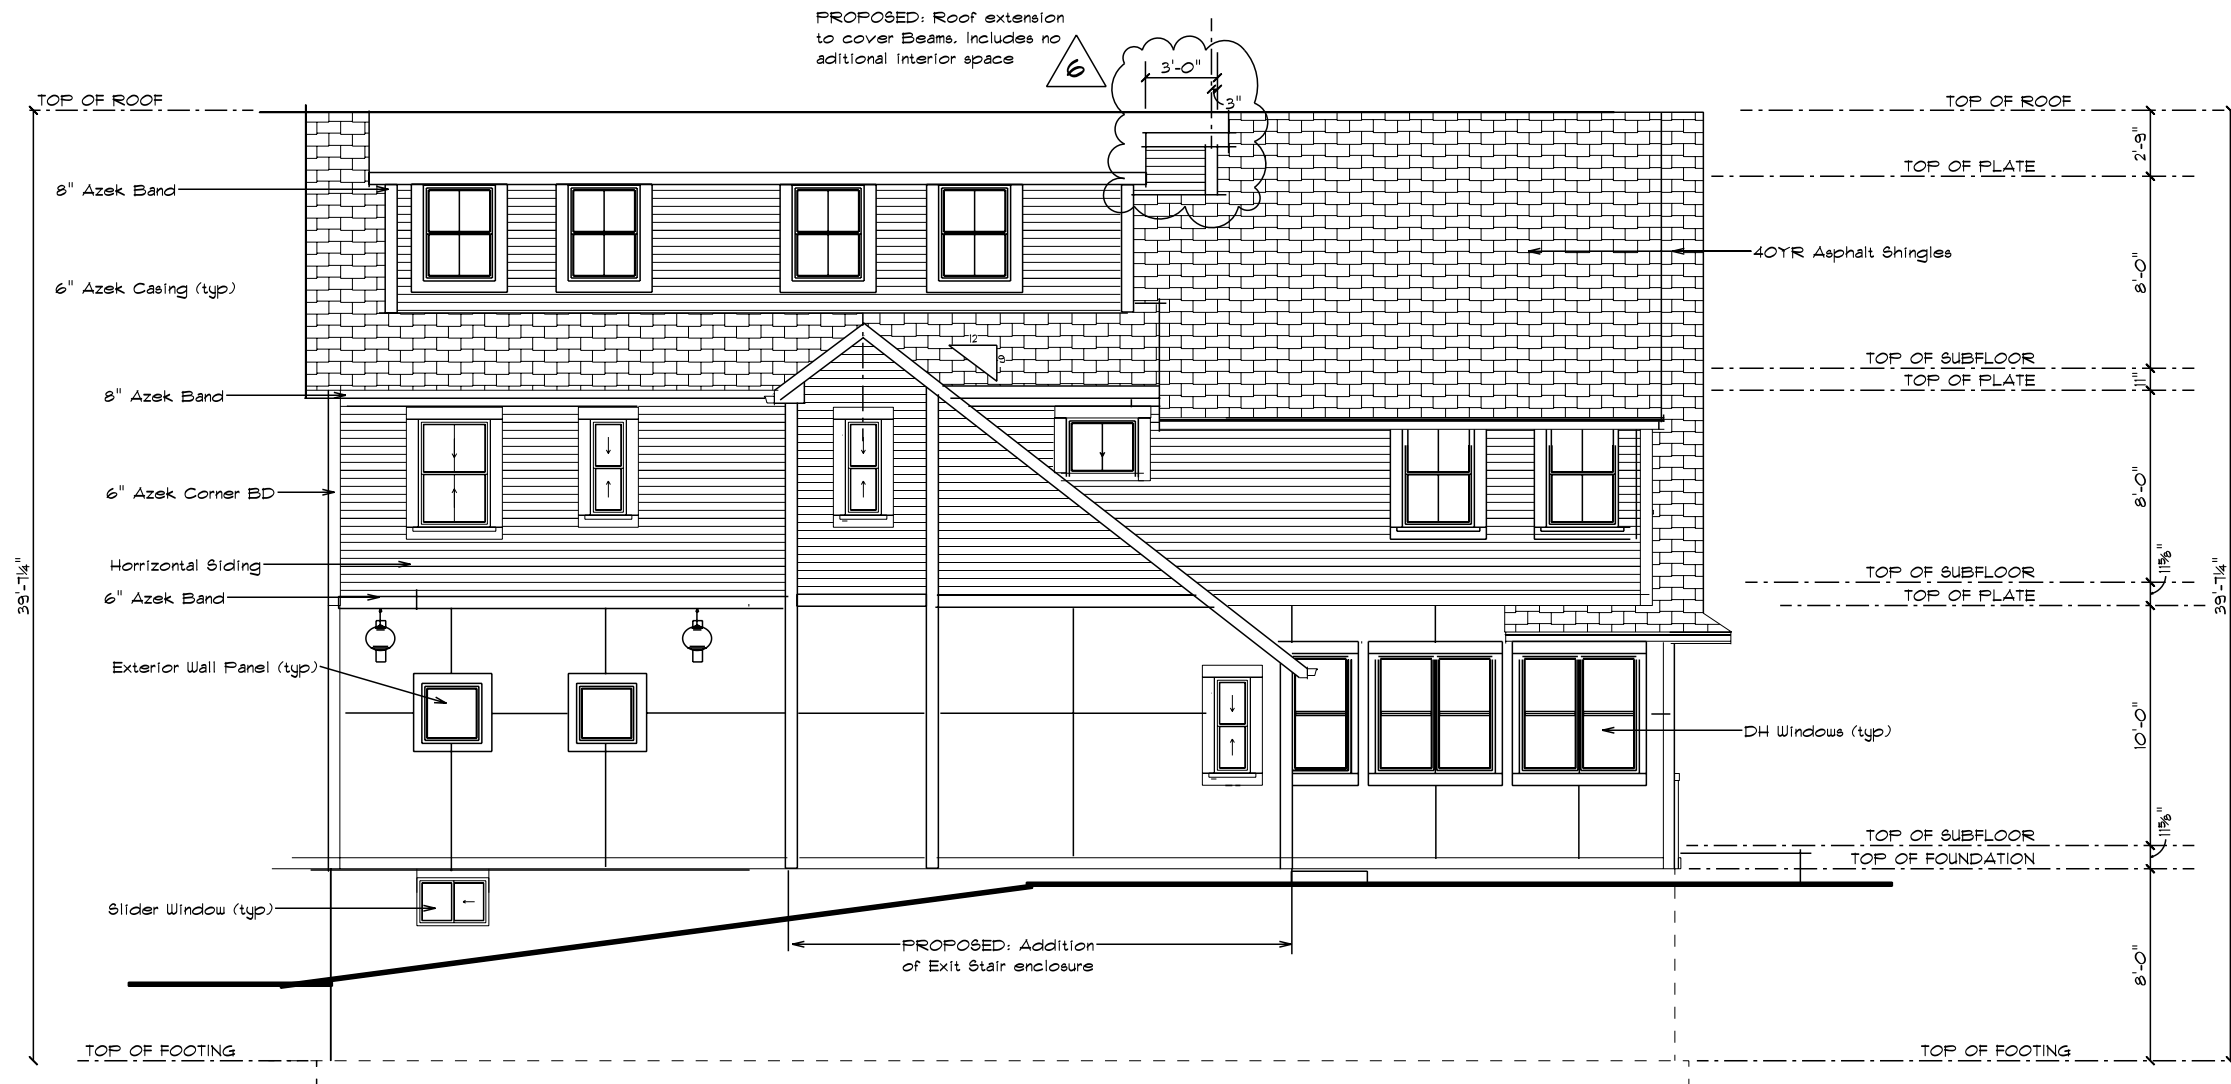 PROPOSED: Roof extension
to cover Beams. Includes no
aditional interior space
6
3'-0"
3"
TOP OF ROOF
TOP OF ROOF
2'-9"
TOP OF PLATE
8" Azek Band
40YR Asphalt Shingles
8'-0"
6" Azek Casing (typ)
12
TOP OF SUBFLOOR
11"
TOP OF PLATE
8" Azek Band
8'-0"
6" Azek Corner BD
Horrizontal Siding
11⅝"
TOP OF SUBFLOOR
6" Azek Band
TOP OF PLATE
39'-7¼"
39'-7¼"
Exterior Wall Panel (typ)
10'-0"
DH Windows (typ)
11⅝"
TOP OF SUBFLOOR
TOP OF FOUNDATION
Slider Window (typ)
PROPOSED: Addition
of Exit Stair enclosure
8'-0"
TOP OF FOOTING
TOP OF FOOTING